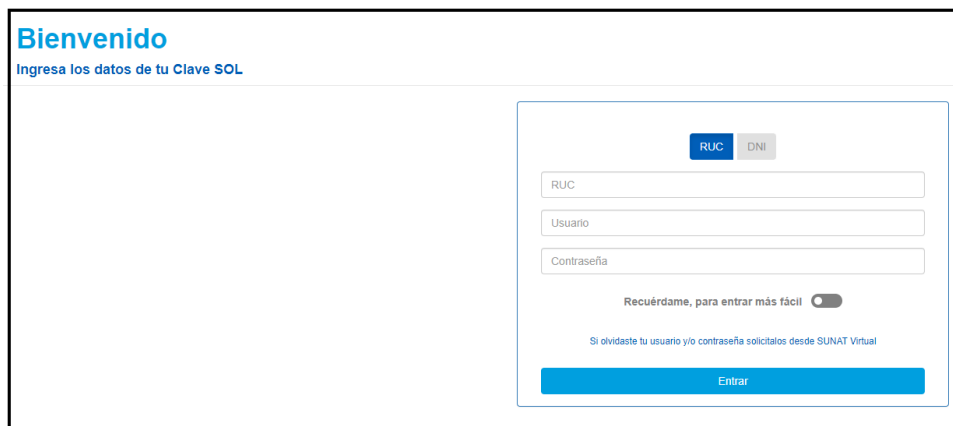 Bienvenido
Ingresa los datos de tu Clave SOL
RUC DNI
RUC
Usuario
Contraseña
Recuérdame, para entrar más fácil
Si olvidaste tu usuario y/o contraseña solicitalos desde SUNAT Virtual
Entrar